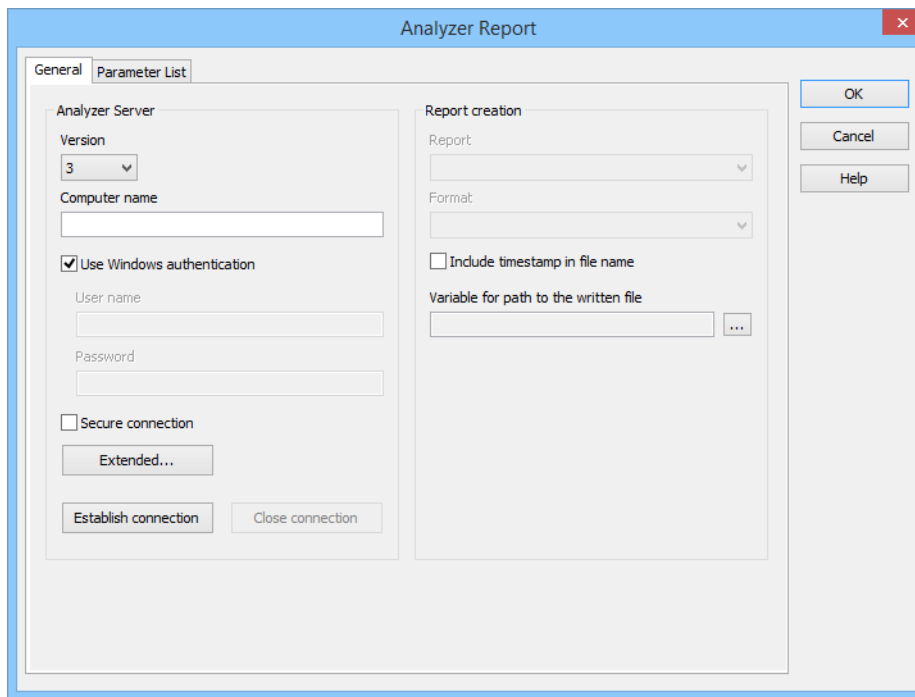 Analyzer Report
General
Parameter List
Analyzer Server
Version
3
Computer name
Use Windows authentication
User name
Password
Secure connection
Extended...
Establish connection
Close connection
Report creation
Report
Format
Include timestamp in file name
Variable for path to the written file
...
OK
Cancel
Help